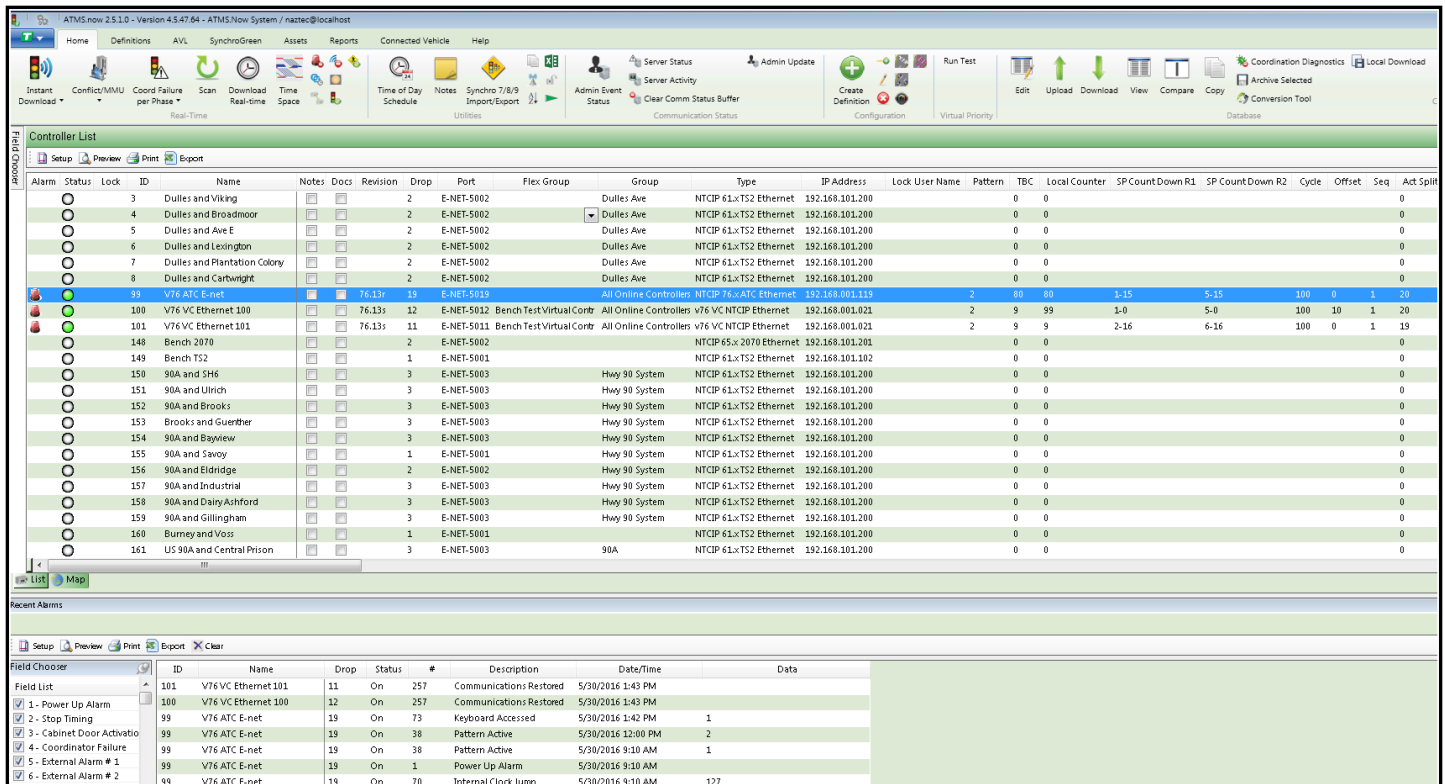 ATMS.now 2.5.1.0 - Version 4.5.47.64 - ATMS.Now System / naztec@localhost
T Home Definitions AVL SynchroGreen Assets Reports Connected Vehicle Help
Instant Download
Conflict/MMU
Coord Failure per Phase
Scan
Download Real-time
Time Space
Real-Time
Time of Day Schedule
Notes
Synchro 7/8/9 Import/Export
Utilities
Admin Event Status
Server Status
Server Activity
Clear Comm Status Buffer
Admin Update
Communication Status
Create Definition
Configuration
Run Test
Virtual Priority
Edit
Upload
Download
View
Compare
Copy
Coordination Diagnostics
Archive Selected
Conversion Tool
Local Download
Database
Field Chooser
Controller List
Setup Preview Print Export
Alarm Status Lock ID Name Notes Docs Revision Drop Port Flex Group Group Type IP Address Lock User Name Pattern TBC Local Counter SP Count Down R1 SP Count Down R2 Cycle Offset Seq Act Split
3 Dulles and Viking 2 E-NET-5002 Dulles Ave NTCIP 61.x TS2 Ethernet 192.168.101.200 0 0 0
4 Dulles and Broadmoor 2 E-NET-5002 Dulles Ave NTCIP 61.x TS2 Ethernet 192.168.101.200 0 0 0
5 Dulles and Ave E 2 E-NET-5002 Dulles Ave NTCIP 61.x TS2 Ethernet 192.168.101.200 0 0 0
6 Dulles and Lexington 2 E-NET-5002 Dulles Ave NTCIP 61.x TS2 Ethernet 192.168.101.200 0 0 0
7 Dulles and Plantation Colony 2 E-NET-5002 Dulles Ave NTCIP 61.x TS2 Ethernet 192.168.101.200 0 0 0
8 Dulles and Cartwright 2 E-NET-5002 Dulles Ave NTCIP 61.x TS2 Ethernet 192.168.101.200 0 0 0
99 V76 ATC E-net 76.13r 19 E-NET-5019 All Online Controllers NTCIP 76.x ATC Ethernet 192.168.001.119 2 80 80 1-15 5-15 100 0 1 20
100 V76 VC Ethernet 100 76.13s 12 E-NET-5012 Bench Test Virtual Contr All Online Controllers v76 VC NTCIP Ethernet 192.168.001.021 2 9 99 1-0 5-0 100 10 1 20
101 V76 VC Ethernet 101 76.13s 11 E-NET-5011 Bench Test Virtual Contr All Online Controllers v76 VC NTCIP Ethernet 192.168.001.021 2 9 9 2-16 6-16 100 0 1 19
148 Bench 2070 2 E-NET-5002 NTCIP 65.x 2070 Ethernet 192.168.101.201 0
149 Bench TS2 1 E-NET-5001 NTCIP 61.x TS2 Ethernet 192.168.101.102 0
150 90A and SH6 3 E-NET-5003 Hwy 90 System NTCIP 61.x TS2 Ethernet 192.168.101.200 0 0 0
151 90A and Ulrich 3 E-NET-5003 Hwy 90 System NTCIP 61.x TS2 Ethernet 192.168.101.200 0 0 0
152 90A and Brooks 3 E-NET-5003 Hwy 90 System NTCIP 61.x TS2 Ethernet 192.168.101.200 0 0 0
153 Brooks and Guenther 3 E-NET-5003 Hwy 90 System NTCIP 61.x TS2 Ethernet 192.168.101.200 0 0 0
154 90A and Bayview 3 E-NET-5003 Hwy 90 System NTCIP 61.x TS2 Ethernet 192.168.101.200 0 0 0
155 90A and Savoy 1 E-NET-5001 Hwy 90 System NTCIP 61.x TS2 Ethernet 192.168.101.200 0 0 0
156 90A and Eldridge 2 E-NET-5002 Hwy 90 System NTCIP 61.x TS2 Ethernet 192.168.101.200 0 0 0
157 90A and Industrial 3 E-NET-5003 Hwy 90 System NTCIP 61.x TS2 Ethernet 192.168.101.200 0 0 0
158 90A and Dairy Ashford 3 E-NET-5003 Hwy 90 System NTCIP 61.x TS2 Ethernet 192.168.101.200 0 0 0
159 90A and Gillingham 3 E-NET-5003 Hwy 90 System NTCIP 61.x TS2 Ethernet 192.168.101.200 0 0 0
160 Burney and Voss 1 E-NET-5001 NTCIP 61.x TS2 Ethernet 192.168.101.200 0 0 0
161 US 90A and Central Prison 3 E-NET-5003 90A NTCIP 61.x TS2 Ethernet 192.168.101.200 0 0 0
List Map
Recent Alarms
Setup Preview Print Export Clear
Field Chooser
Field List
1 - Power Up Alarm
2 - Stop Timing
3 - Cabinet Door Activatio
4 - Coordinator Failure
5 - External Alarm # 1
6 - External Alarm # 2
ID Name Drop Status # Description Date/Time Data
101 V76 VC Ethernet 101 11 On 257 Communications Restored 5/30/2016 1:43 PM
100 V76 VC Ethernet 100 12 On 257 Communications Restored 5/30/2016 1:43 PM
99 V76 ATC E-net 19 On 73 Keyboard Accessed 5/30/2016 1:42 PM 1
99 V76 ATC E-net 19 On 38 Pattern Active 5/30/2016 12:00 PM 2
99 V76 ATC E-net 19 On 38 Pattern Active 5/30/2016 9:10 AM 1
99 V76 ATC E-net 19 On 1 Power Up Alarm 5/30/2016 9:10 AM
99 V76 ATC E-net 19 On 70 Internal Clock Jump 5/30/2016 9:10 AM 127